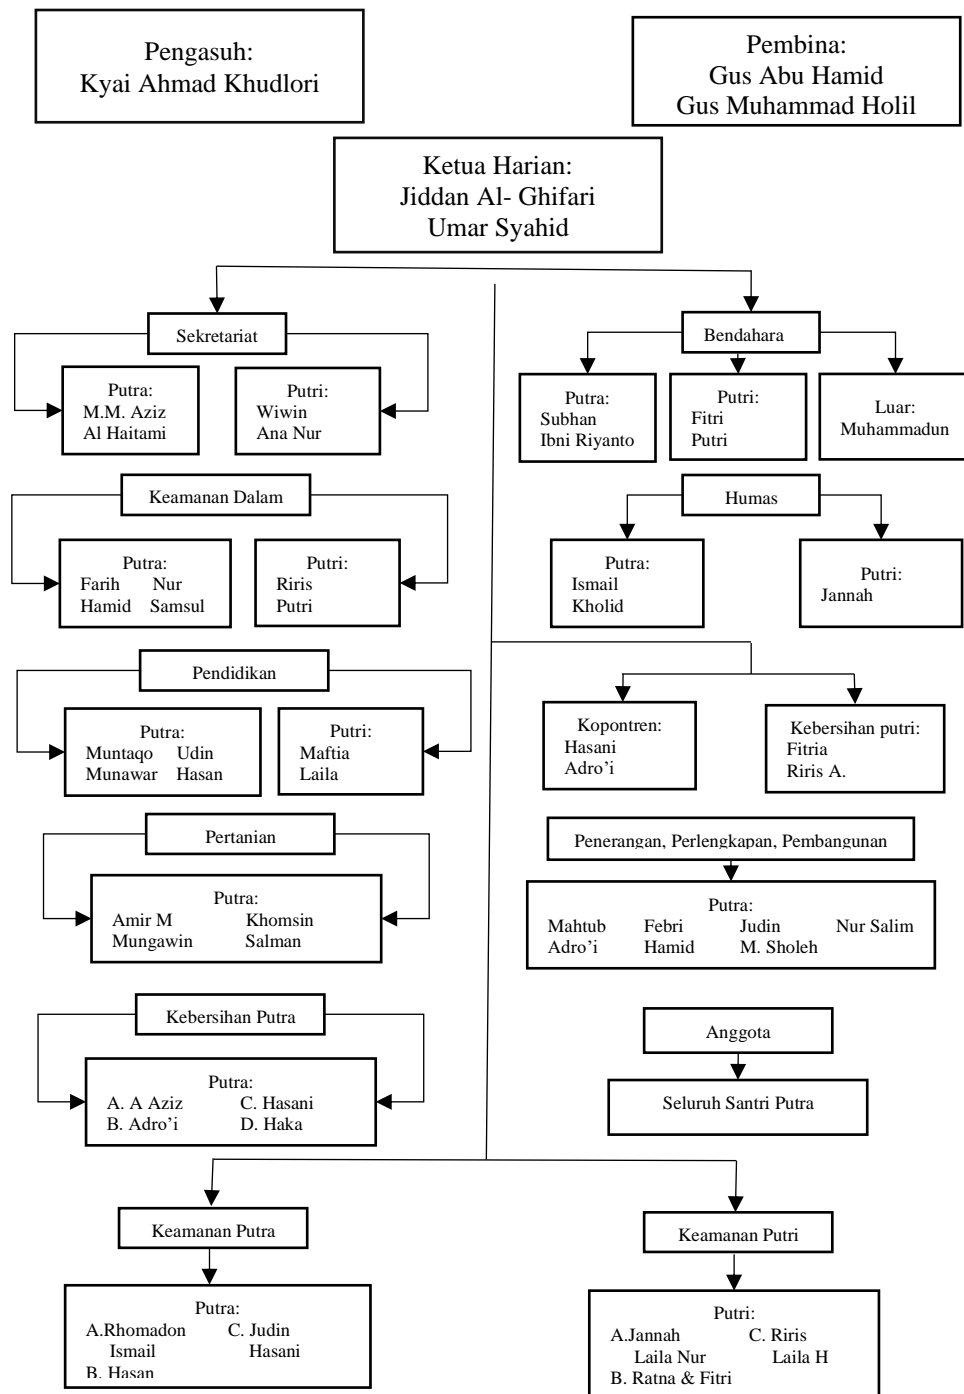 Pengasuh:
Kyai Ahmad Khudlori
Pembina:
Gus Abu Hamid
Gus Muhammad Holil
Ketua Harian:
Jiddan Al- Ghifari
Umar Syahid
Sekretariat
Putra:
M.M. Aziz
Al Haitami
Putri:
Wiwin
Ana Nur
Bendahara
Putra:
Subhan
Ibni Riyanto
Putri:
Fitri
Putri
Luar:
Muhammadun
Keamanan Dalam
Putra:
Farih Nur
Hamid Samsul
Putri:
Riris
Putri
Humas
Putra:
Ismail
Kholid
Putri:
Jannah
Pendidikan
Putra:
Muntaqo Udin
Munawar Hasan
Putri:
Maftia
Laila
Kopontren:
Hasani
Adro’i
Kebersihan putri:
Fitria
Riris A.
Pertanian
Putra:
Amir M Khomsin
Mungawin Salman
Penerangan, Perlengkapan, Pembangunan
Putra:
Mahtub Febri Judin Nur Salim
Adro’i Hamid M. Sholeh
Kebersihan Putra
Putra:
A. A Aziz C. Hasani
B. Adro’i D. Haka
Anggota
Seluruh Santri Putra
Keamanan Putra
Putra:
A.Rhomadon C. Judin
Ismail Hasani
B. Hasan
Keamanan Putri
Putri:
A.Jannah C. Riris
Laila Nur Laila H
B. Ratna & Fitri